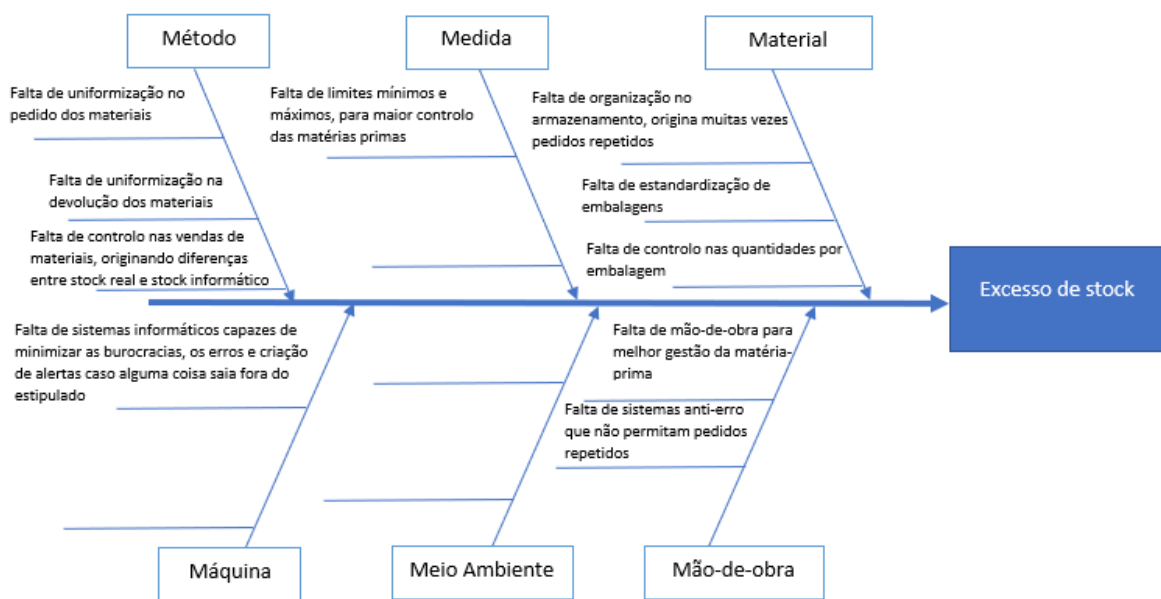 Método
Medida
Material
Falta de uniformização no
pedido dos materiais
Falta de uniformização na
devolução dos materiais
Falta de controlo nas vendas de
materiais, originando diferenças
entre stock real e stock informático
Falta de limites mínimos e
máximos, para maior controlo
das matérias primas
Falta de organização no
armazenamento, origina muitas vezes
pedidos repetidos
Falta de estandardização de
embalagens
Falta de controlo nas quantidades por
embalagem
Excesso de stock
Falta de sistemas informáticos capazes de
minimizar as burocracias, os erros e criação
de alertas caso alguma coisa saia fora do
estipulado
Falta de mão-de-obra para
melhor gestão da matéria-
prima
Falta de sistemas anti-erro
que não permitam pedidos
repetidos
Máquina
Meio Ambiente
Mão-de-obra